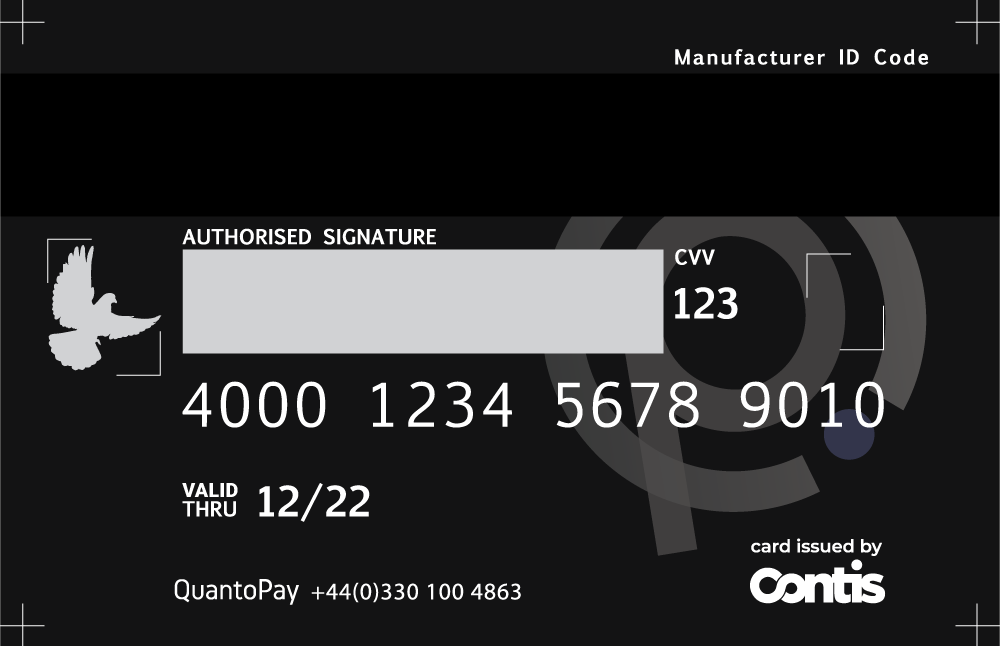 Manufacturer ID Code
AUTHORISED SIGNATURE
CVV
123
4000 1234 5678 9010
VALID
THRU
12/22
card issued by
Contis
QuantoPay +44(0)330 100 4863